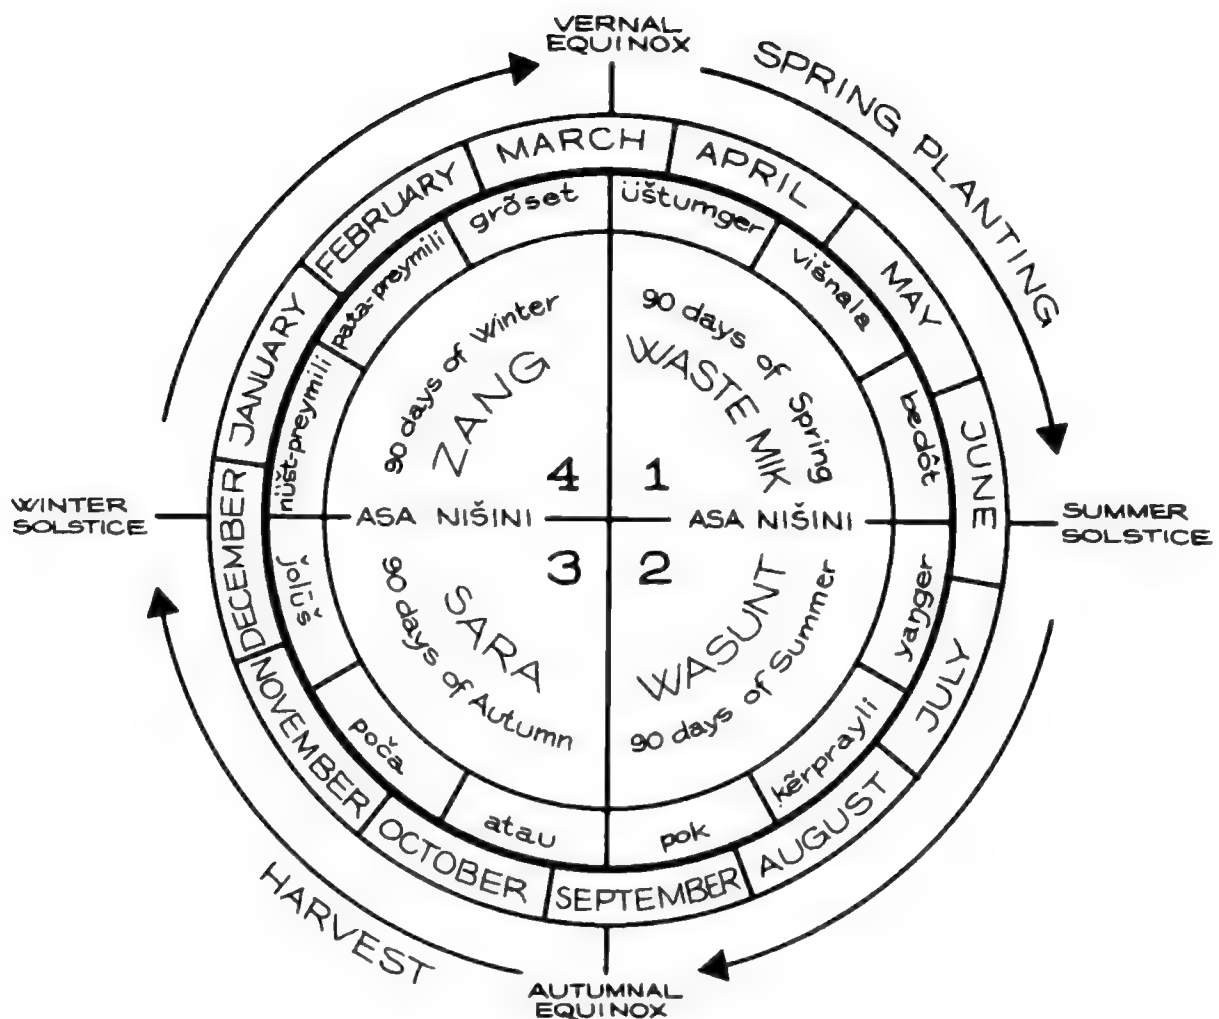 VERNAL
EQUINOX
SPRING PLANTING
MARCH
APRIL
MAY
JUNE
JULY
AUGUST
SEPTEMBER
OCTOBER
NOVEMBER
DECEMBER
JANUARY
FEBRUARY
grõset
üštumger
višnala
bedôt
yaŋger
kẽrprayli
pok
atau
poča
ǰolūš
nüšt-preymili
pata-preymili
90 days of Winter
ZANG
90 days of Spring
WASTE MIK
4
1
WINTER
SOLSTICE
ASA NIŠINI
ASA NIŠINI
SUMMER
SOLSTICE
3
2
SARA
90 days of Autumn
WASUNT
90 days of Summer
HARVEST
AUTUMNAL
EQUINOX